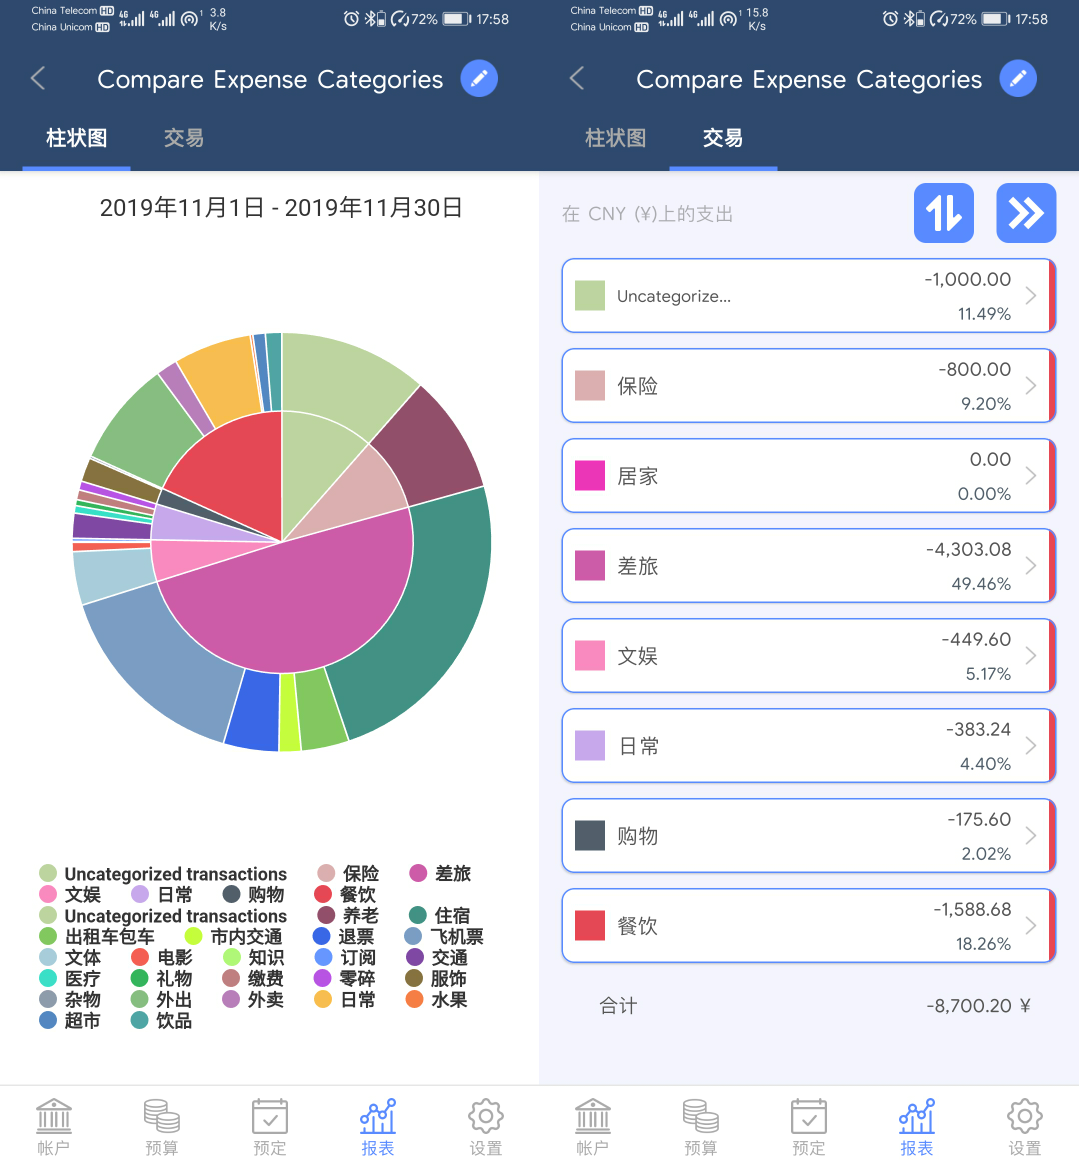 China Telecom HD 4G 4G 1 3.8 72% 17:58
China Unicom HD K/s
Compare Expense Categories
柱状图 交易
2019年11月1日 - 2019年11月30日
Uncategorized transactions 保险 差旅
文娱 日常 购物 餐饮
Uncategorized transactions 养老 住宿
出租车包车 市内交通 退票 飞机票
文体 电影 知识 订阅 交通
医疗 礼物 缴费 零碎 服饰
杂物 外出 外卖 日常 水果
超市 饮品
帐户 预算 预定 报表 设置
China Telecom HD 4G 4G 1 15.8 72% 17:58
China Unicom HD K/s
Compare Expense Categories
柱状图 交易
在 CNY (¥)上的支出
Uncategorize... -1,000.00
11.49%
保险 -800.00
9.20%
居家 0.00
0.00%
差旅 -4,303.08
49.46%
文娱 -449.60
5.17%
日常 -383.24
4.40%
购物 -175.60
2.02%
餐饮 -1,588.68
18.26%
合计 -8,700.20 ¥
帐户 预算 预定 报表 设置